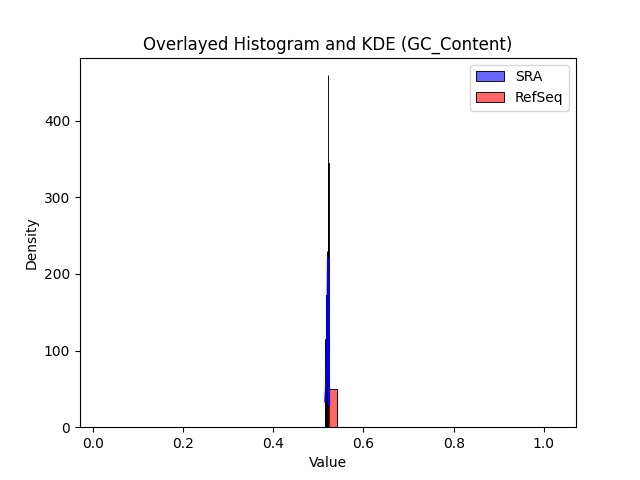 Overlayed Histogram and KDE (GC_Content)
SRA
RefSeq
Density
400
300
200
100
0
0.0 0.2 0.4 0.6 0.8 1.0
Value